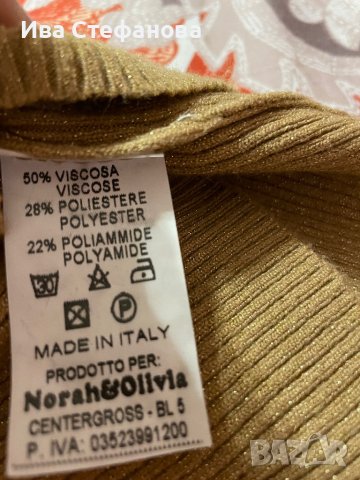 Ива Стефанова
50% VISCOSA
VISCOSE
28% POLIESTERE
POLYESTER
22% POLIAMMIDE
POLYAMIDE
30
P
MADE IN ITALY
PRODOTTO PER:
Norah&Olivia
CENTERGROSS - BL 5
P. IVA: 03523991200
BAZAR